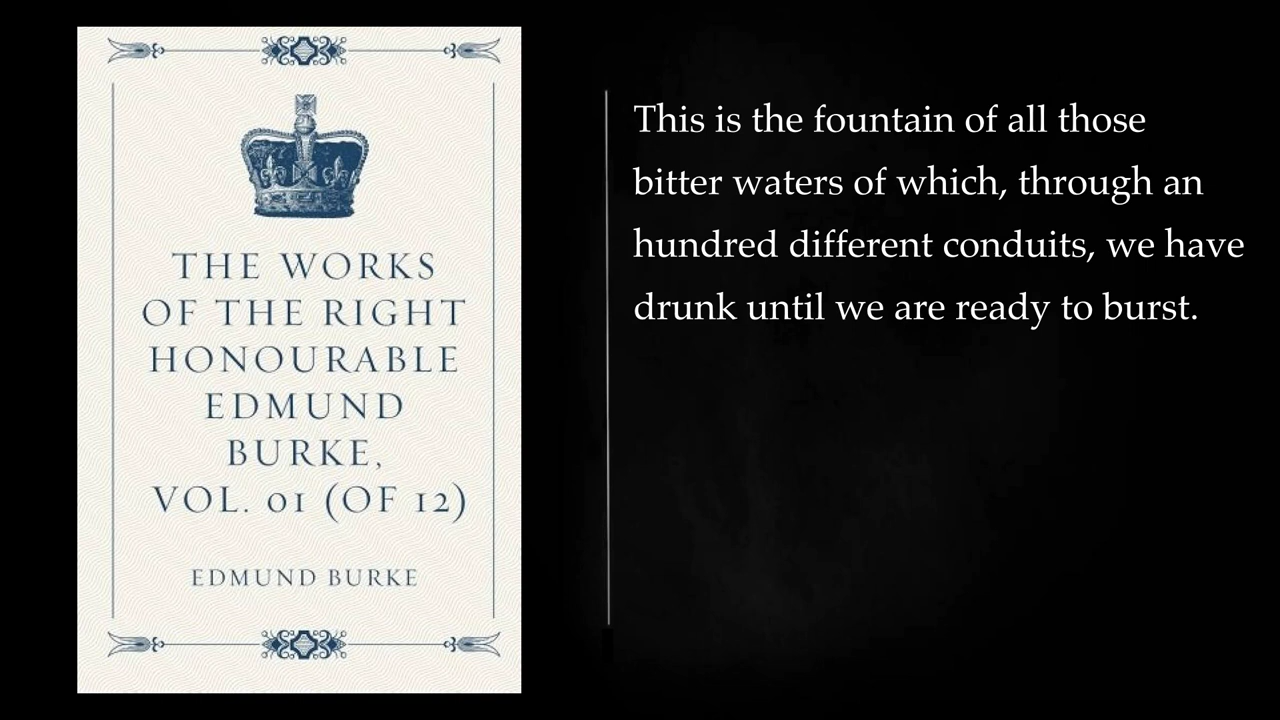 THE WORKS
OF THE RIGHT
HONOURABLE
EDMUND
BURKE,
VOL. 01 (OF 12)
EDMUND BURKE
This is the fountain of all those
bitter waters of which, through an
hundred different conduits, we have
drunk until we are ready to burst.